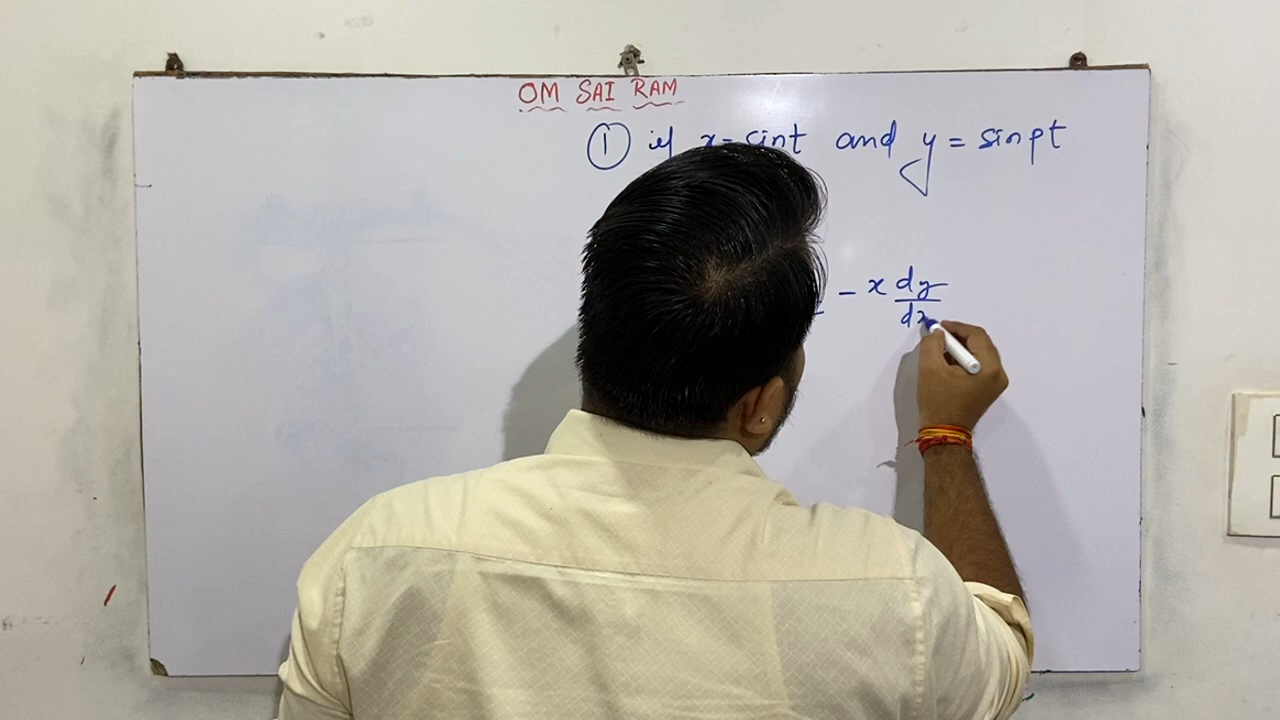 OM SAI RAM
① if x = sint and y = sinpt
- x dy/dx